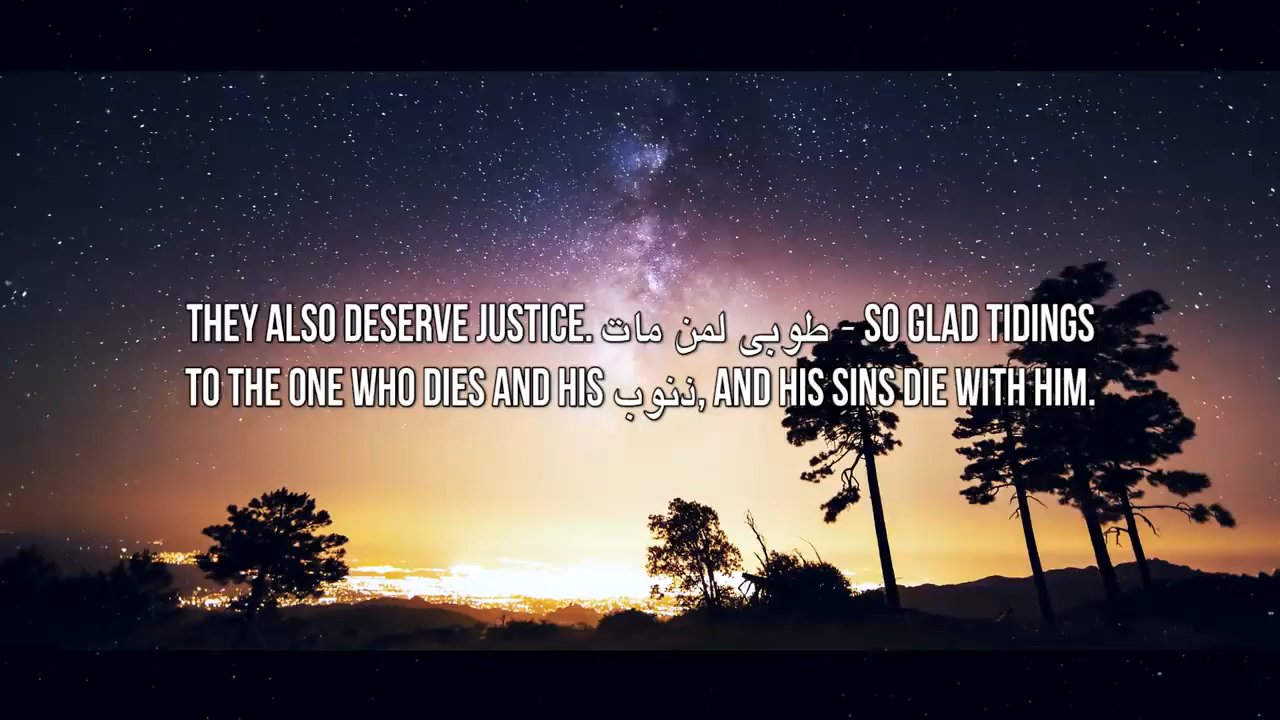 THEY ALSO DESERVE JUSTICE. طوبى لمن مات - SO GLAD TIDINGS
TO THE ONE WHO DIES AND HIS ذنوب, AND HIS SINS DIE WITH HIM.